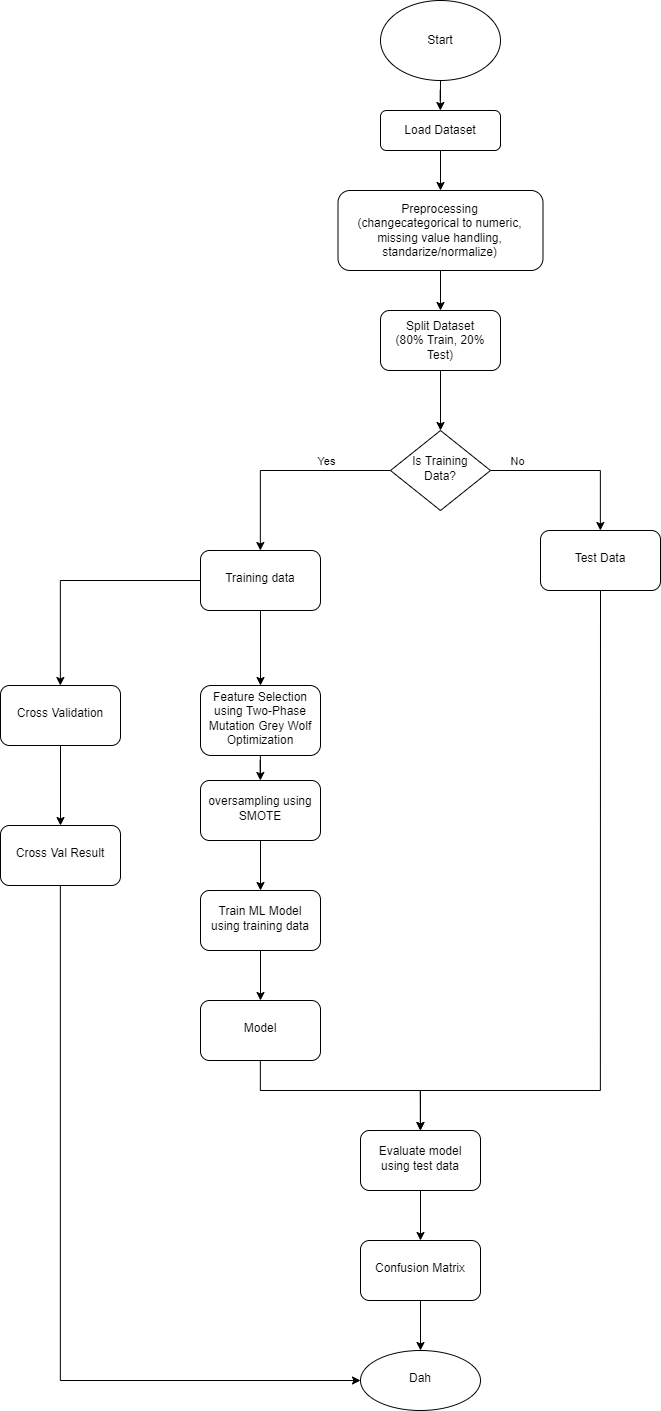 Start
Load Dataset
Preprocessing
(changecategorical to numeric,
missing value handling,
standarize/normalize)
Split Dataset
(80% Train, 20%
Test)
Is Training
Data?
Yes
No
Test Data
Training data
Cross Validation
Feature Selection
using Two-Phase
Mutation Grey Wolf
Optimization
oversampling using
SMOTE
Cross Val Result
Train ML Model
using training data
Model
Evaluate model
using test data
Confusion Matrix
Dah